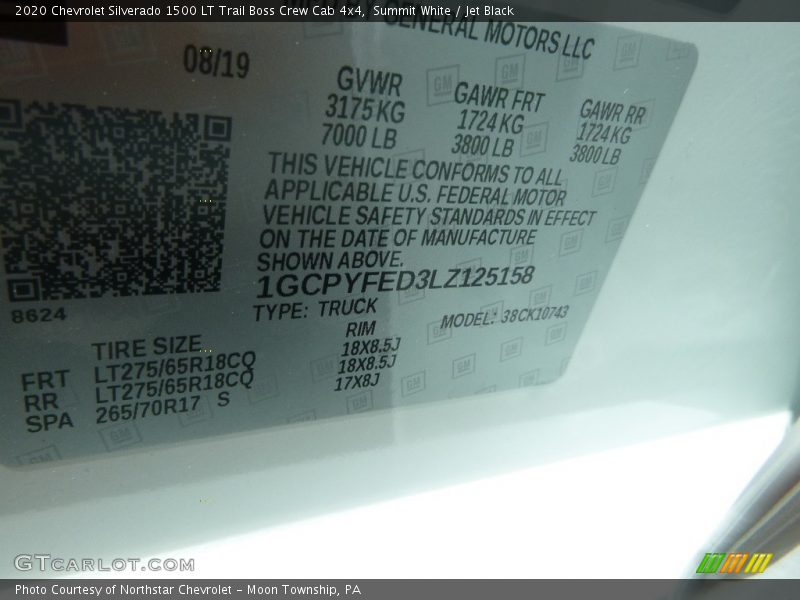 2020 Chevrolet Silverado 1500 LT Trail Boss Crew Cab 4x4, Summit White / Jet Black
GENERAL MOTORS LLC
08/19
GVWR
3175 KG
7000 LB
GAWR FRT
1724 KG
3800 LB
GAWR RR
1724 KG
3800 LB
THIS VEHICLE CONFORMS TO ALL
APPLICABLE U.S. FEDERAL MOTOR
VEHICLE SAFETY STANDARDS IN EFFECT
ON THE DATE OF MANUFACTURE
SHOWN ABOVE.
1GCPYFED3LZ125158
TYPE: TRUCK
MODEL: 38CK10743
8624
TIRE SIZE
RIM
FRT LT275/65R18CQ 18X8.5J
RR LT275/65R18CQ 18X8.5J
SPA 265/70R17 S 17X8J
GTCARLOT.COM
Photo Courtesy of Northstar Chevrolet - Moon Township, PA